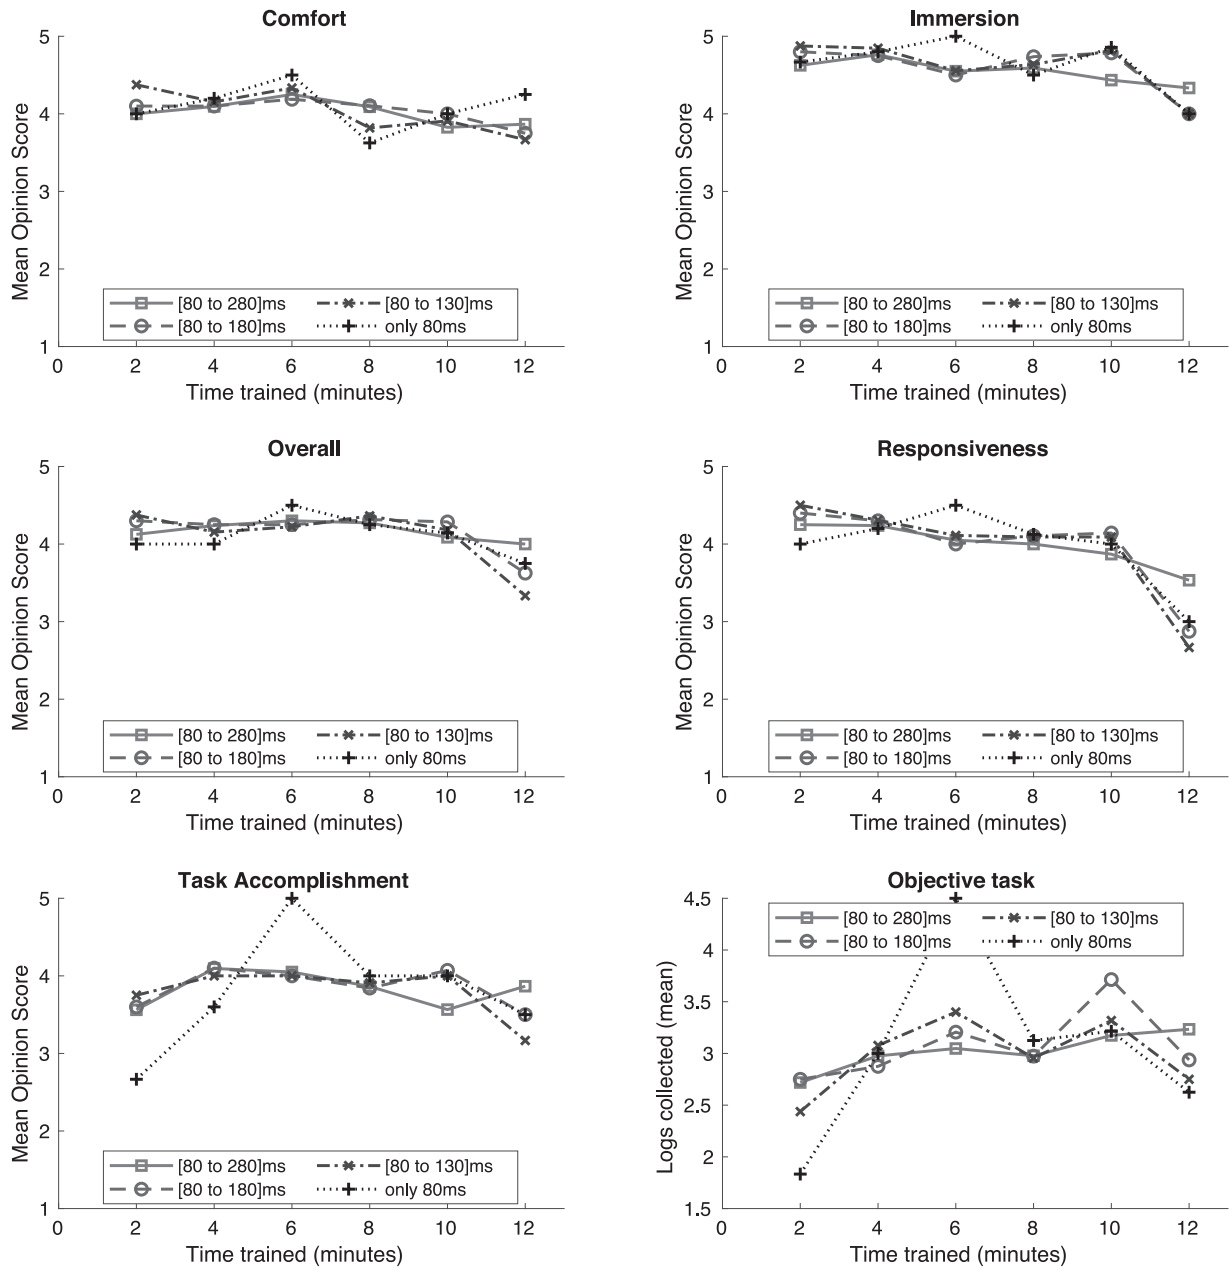 Comfort
5
4
3
2
1
Mean Opinion Score
[80 to 280]ms
[80 to 130]ms
[80 to 180]ms
only 80ms
0 2 4 6 8 10 12
Time trained (minutes)
Immersion
5
4
3
2
1
Mean Opinion Score
[80 to 280]ms
[80 to 130]ms
[80 to 180]ms
only 80ms
0 2 4 6 8 10 12
Time trained (minutes)
Overall
5
4
3
2
1
Mean Opinion Score
[80 to 280]ms
[80 to 130]ms
[80 to 180]ms
only 80ms
0 2 4 6 8 10 12
Time trained (minutes)
Responsiveness
5
4
3
2
1
Mean Opinion Score
[80 to 280]ms
[80 to 130]ms
[80 to 180]ms
only 80ms
0 2 4 6 8 10 12
Time trained (minutes)
Task Accomplishment
5
4
3
2
1
Mean Opinion Score
[80 to 280]ms
[80 to 130]ms
[80 to 180]ms
only 80ms
0 2 4 6 8 10 12
Time trained (minutes)
Objective task
4.5
4
3.5
3
2.5
2
1.5
Logs collected (mean)
[80 to 280]ms
[80 to 130]ms
[80 to 180]ms
only 80ms
0 2 4 6 8 10 12
Time trained (minutes)